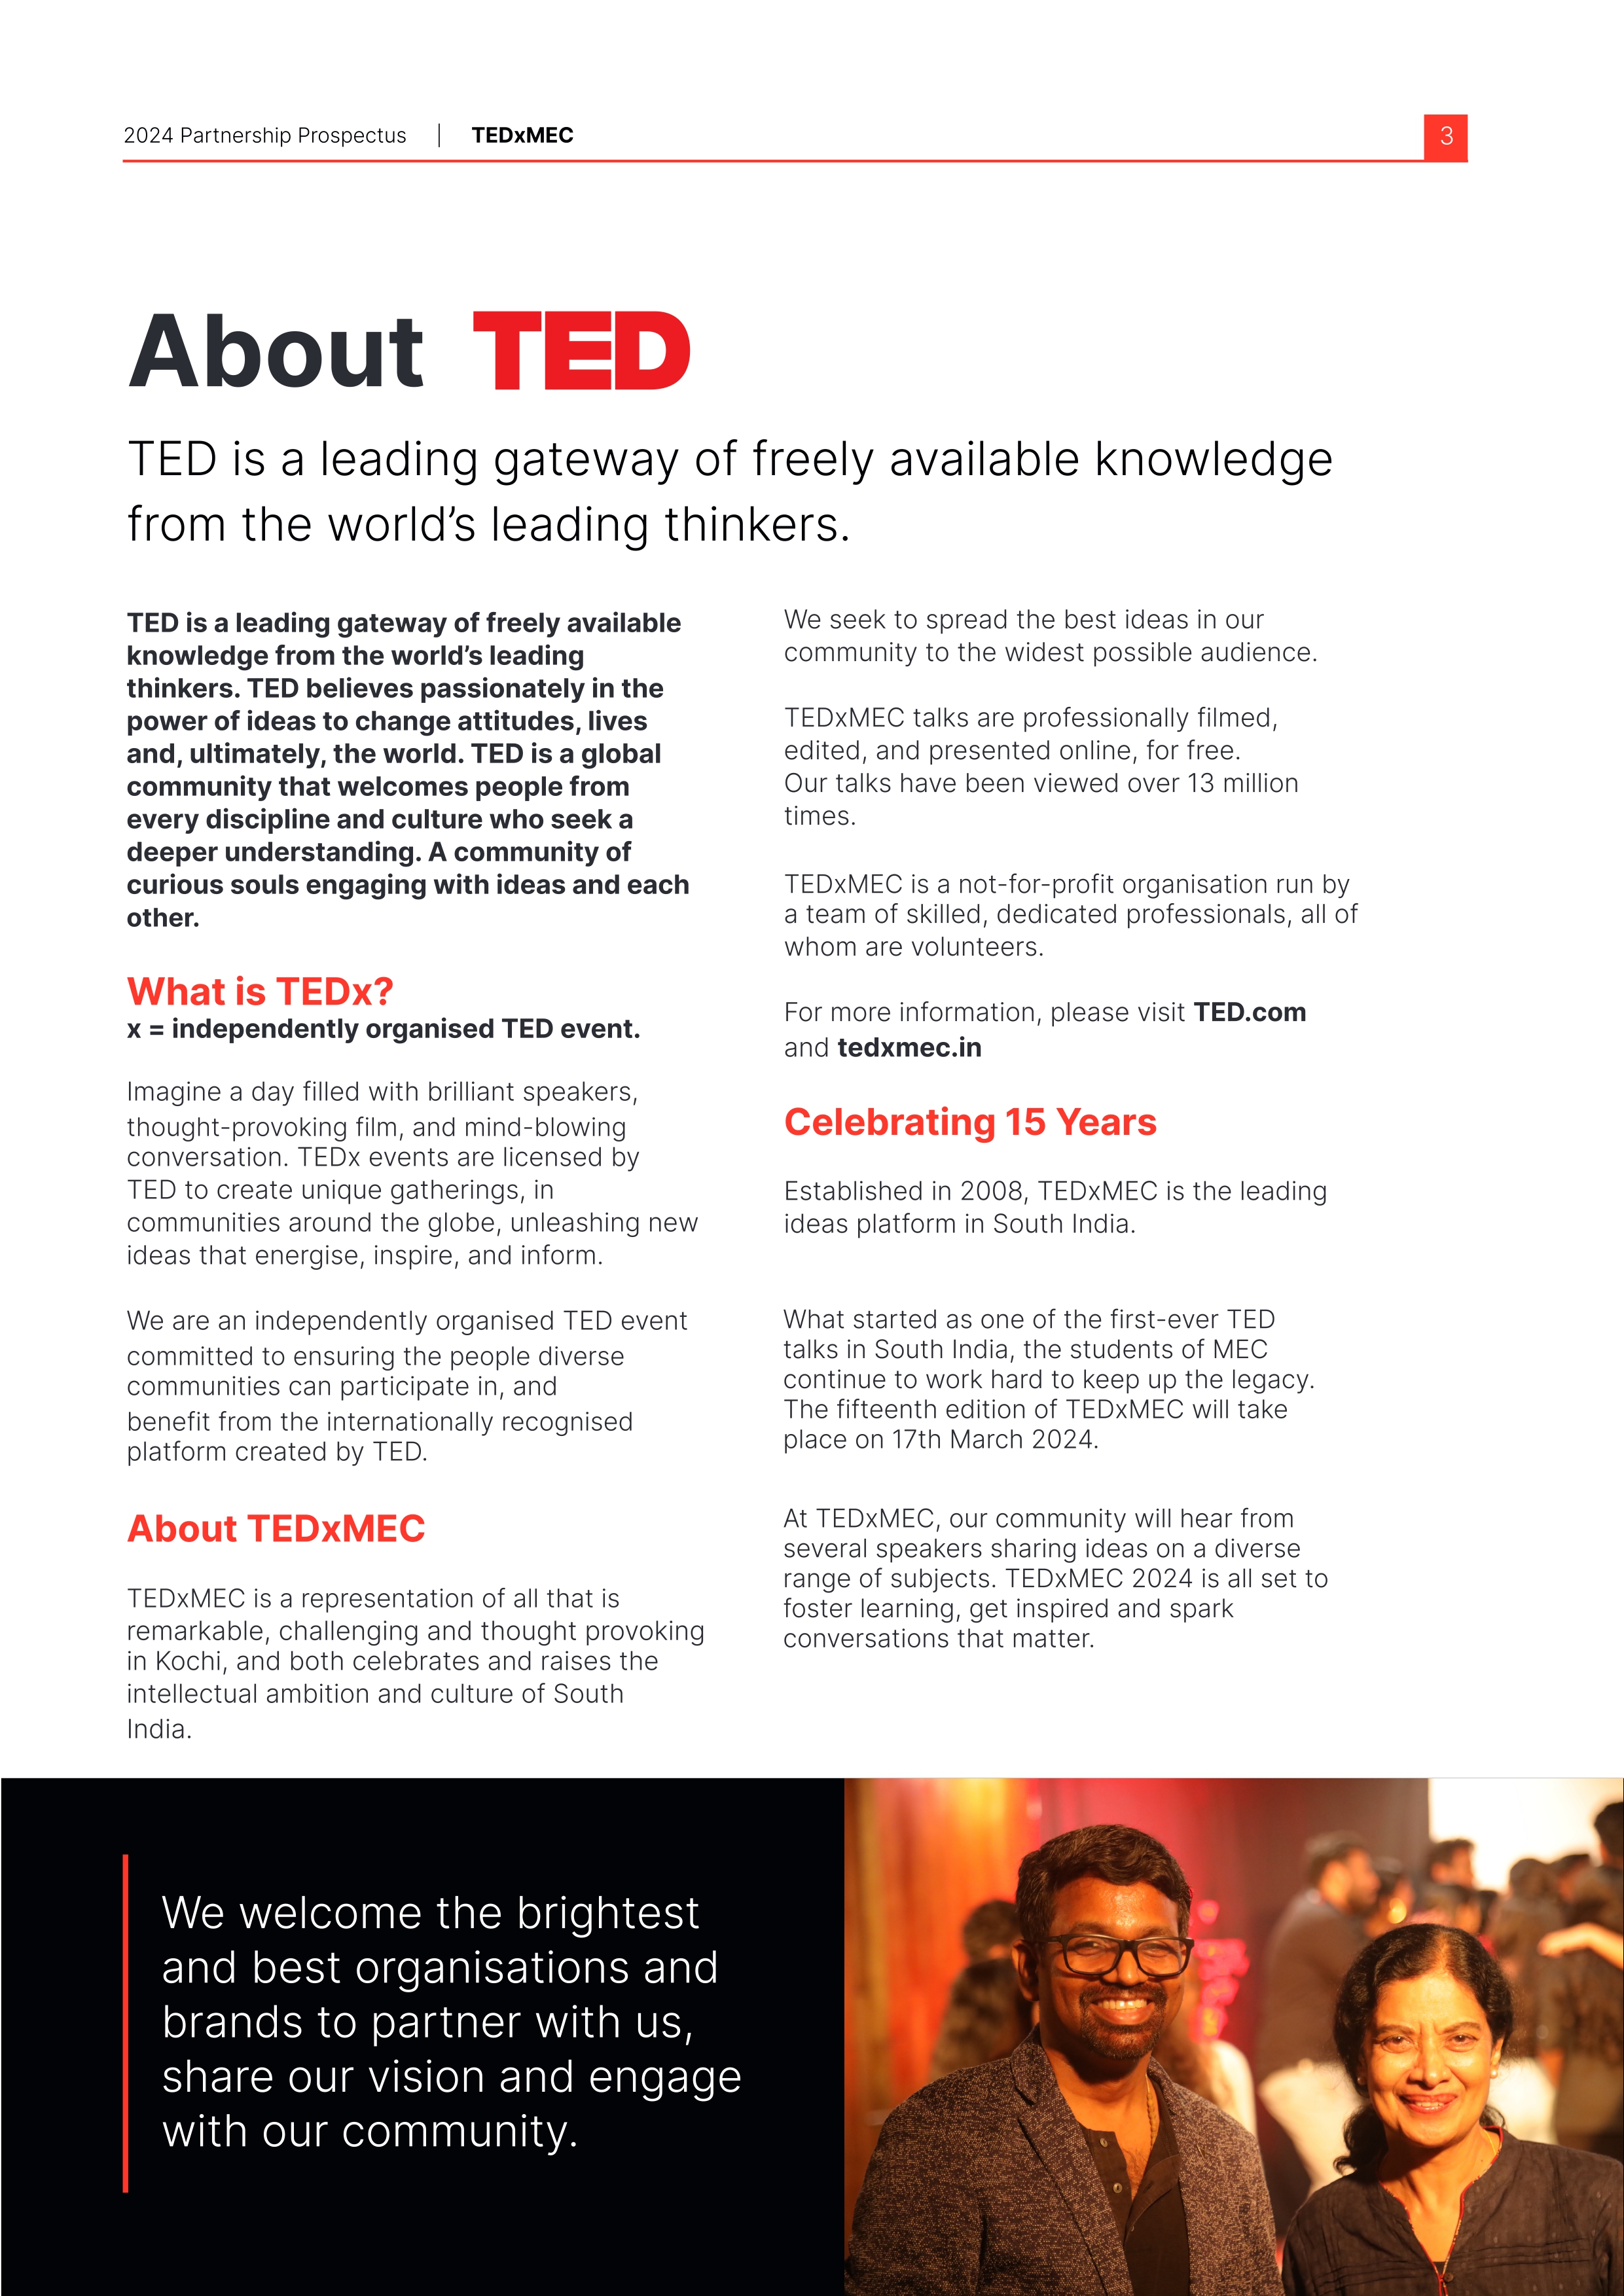 2024 Partnership Prospectus | TEDxMEC
3
About TED
TED is a leading gateway of freely available knowledge
from the world’s leading thinkers.
TED is a leading gateway of freely available
knowledge from the world’s leading
thinkers. TED believes passionately in the
power of ideas to change attitudes, lives
and, ultimately, the world. TED is a global
community that welcomes people from
every discipline and culture who seek a
deeper understanding. A community of
curious souls engaging with ideas and each
other.
What is TEDx?
x = independently organised TED event.
Imagine a day filled with brilliant speakers,
thought-provoking film, and mind-blowing
conversation. TEDx events are licensed by
TED to create unique gatherings, in
communities around the globe, unleashing new
ideas that energise, inspire, and inform.
We are an independently organised TED event
committed to ensuring the people diverse
communities can participate in, and
benefit from the internationally recognised
platform created by TED.
About TEDxMEC
TEDxMEC is a representation of all that is
remarkable, challenging and thought provoking
in Kochi, and both celebrates and raises the
intellectual ambition and culture of South
India.
We seek to spread the best ideas in our
community to the widest possible audience.
TEDxMEC talks are professionally filmed,
edited, and presented online, for free.
Our talks have been viewed over 13 million
times.
TEDxMEC is a not-for-profit organisation run by
a team of skilled, dedicated professionals, all of
whom are volunteers.
For more information, please visit TED.com
and tedxmec.in
Celebrating 15 Years
Established in 2008, TEDxMEC is the leading
ideas platform in South India.
What started as one of the first-ever TED
talks in South India, the students of MEC
continue to work hard to keep up the legacy.
The fifteenth edition of TEDxMEC will take
place on 17th March 2024.
At TEDxMEC, our community will hear from
several speakers sharing ideas on a diverse
range of subjects. TEDxMEC 2024 is all set to
foster learning, get inspired and spark
conversations that matter.
We welcome the brightest
and best organisations and
brands to partner with us,
share our vision and engage
with our community.